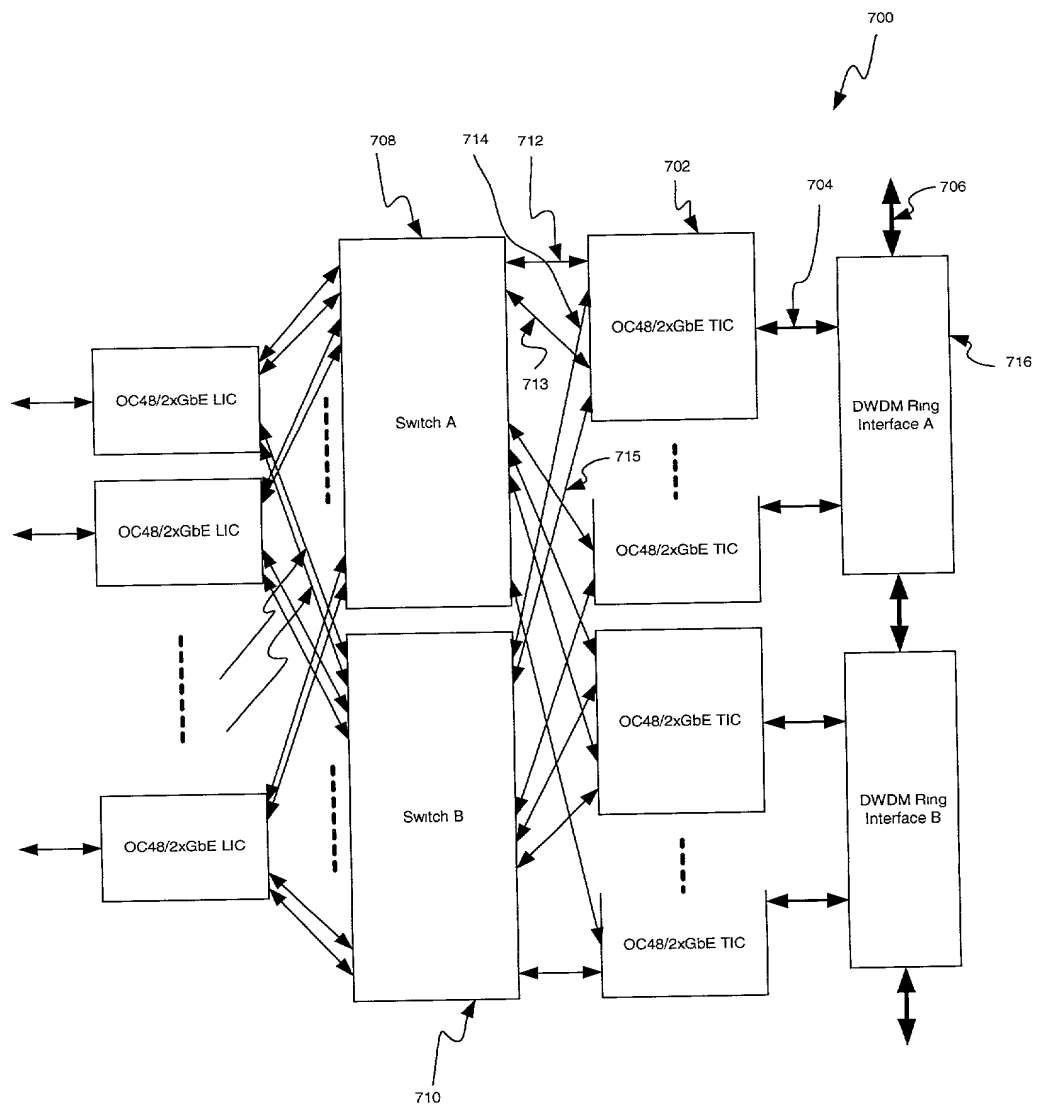 700
708
714
712
702
704
706
OC48/2xGbE TIC
716
713
OC48/2xGbE LIC
Switch A
DWDM Ring
Interface A
715
OC48/2xGbE LIC
OC48/2xGbE TIC
OC48/2xGbE TIC
DWDM Ring
Interface B
Switch B
OC48/2xGbE LIC
OC48/2xGbE TIC
710